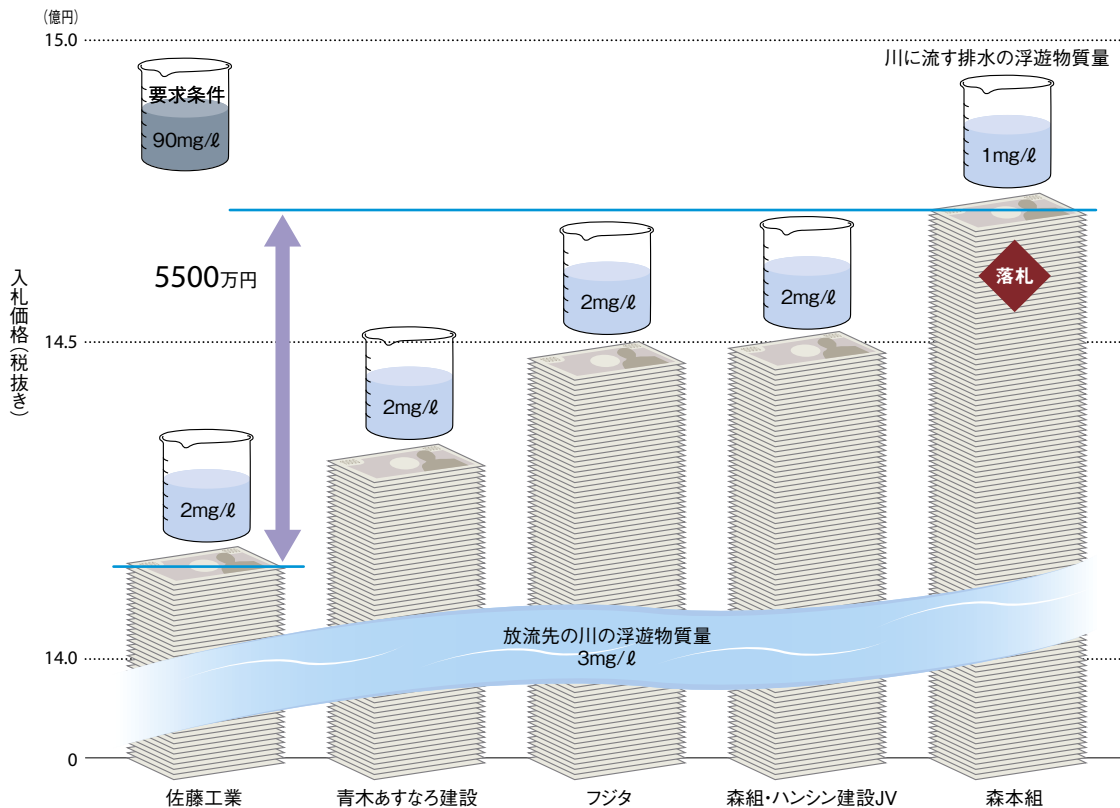 (億円)
15.0
川に流す排水の浮遊物質量
要求条件
90mg/ℓ
1mg/ℓ
5500万円
2mg/ℓ
2mg/ℓ
落札
入札価格(税抜き)
14.5
2mg/ℓ
2mg/ℓ
放流先の川の浮遊物質量
3mg/ℓ
14.0
0
佐藤工業
青木あすなろ建設
フジタ
森組・ハンシン建設JV
森本組